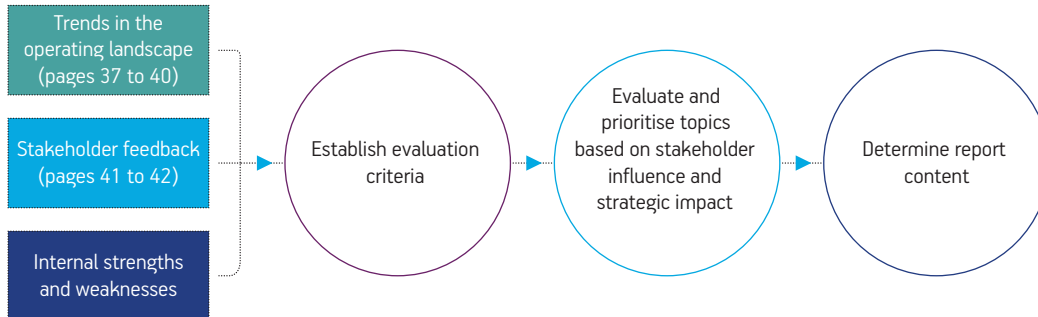 Trends in the
operating landscape
(pages 37 to 40)
Stakeholder feedback
(pages 41 to 42)
Internal strengths
and weaknesses
Establish evaluation
criteria
Evaluate and
prioritise topics
based on stakeholder
influence and
strategic impact
Determine report
content